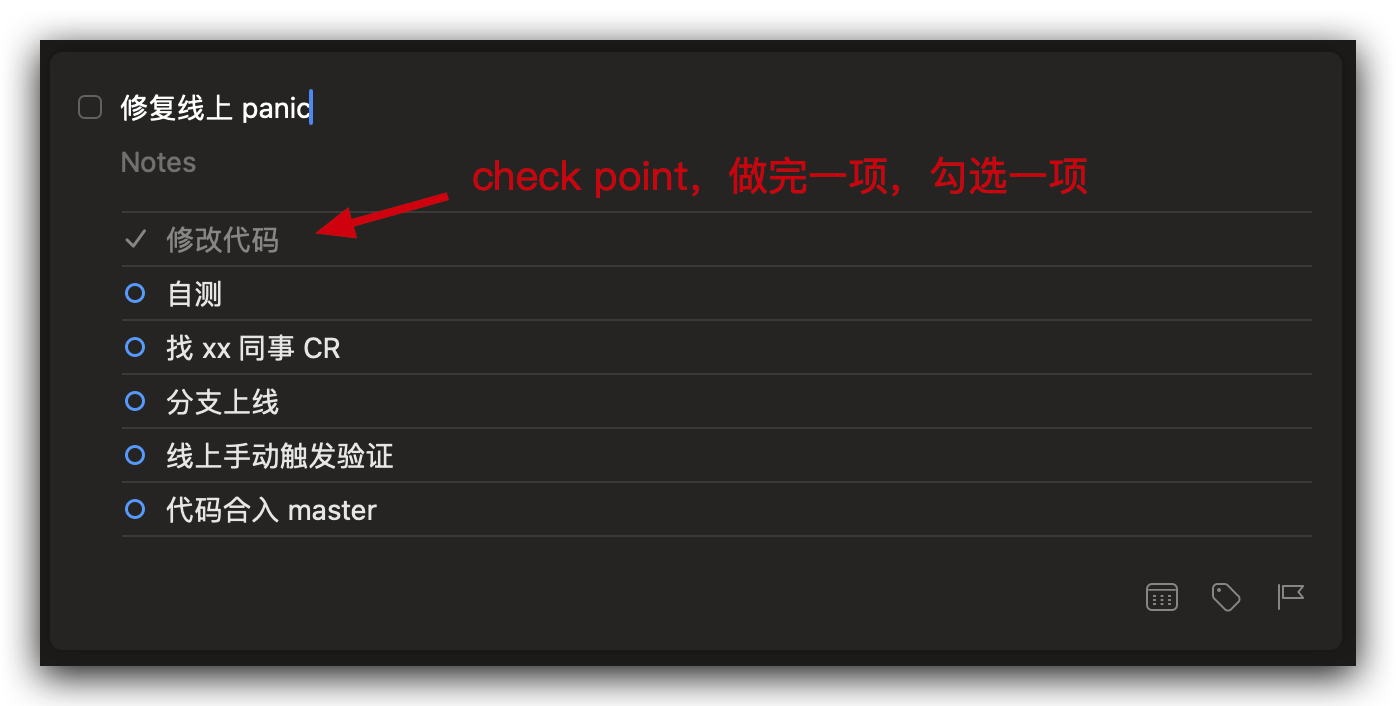 修复线上 panic
Notes
check point，做完一项，勾选一项
修改代码
自测
找 xx 同事 CR
分支上线
线上手动触发验证
代码合入 master